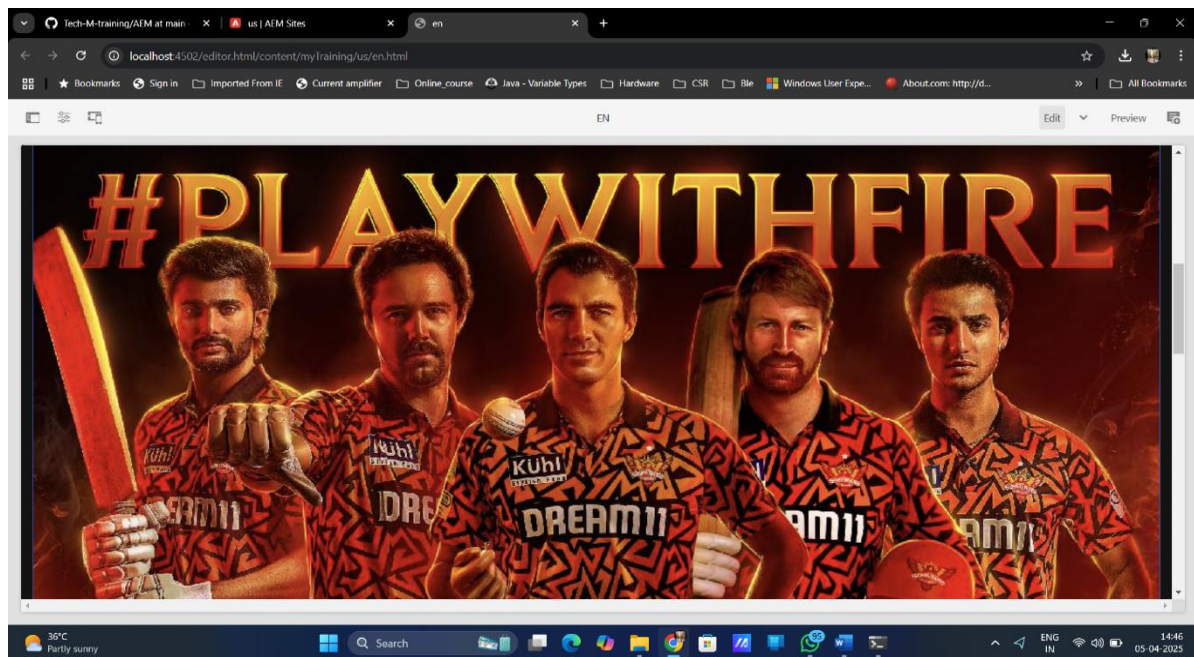 Tech-M-training/AEM at main
us | AEM Sites
en
localhost:4502/editor.html/content/myTraining/us/en.html
Bookmarks
Sign in
Imported From IE
Current amplifier
Online_course
Java - Variable Types
Hardware
CSR
Ble
Windows User Expe...
About.com: http://d...
»
All Bookmarks
EN
Edit
Preview
#PLAYWITHFIRE
Kühl
Kühl
Kühl
DREAM11
DREAM11
36°C
Partly sunny
Search
95
ENG
IN
14:46
05-04-2025